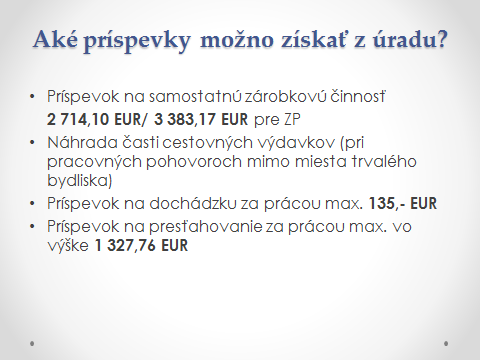 Aké príspevky možno získať z úradu?
• Príspevok na samostatnú zárobkovú činnosť
2 714,10 EUR/ 3 383,17 EUR pre ZP
• Náhrada časti cestovných výdavkov (pri
pracovných pohovoroch mimo miesta trvalého
bydliska)
• Príspevok na dochádzku za prácou max. 135,- EUR
• Príspevok na presťahovanie za prácou max. vo
výške 1 327,76 EUR